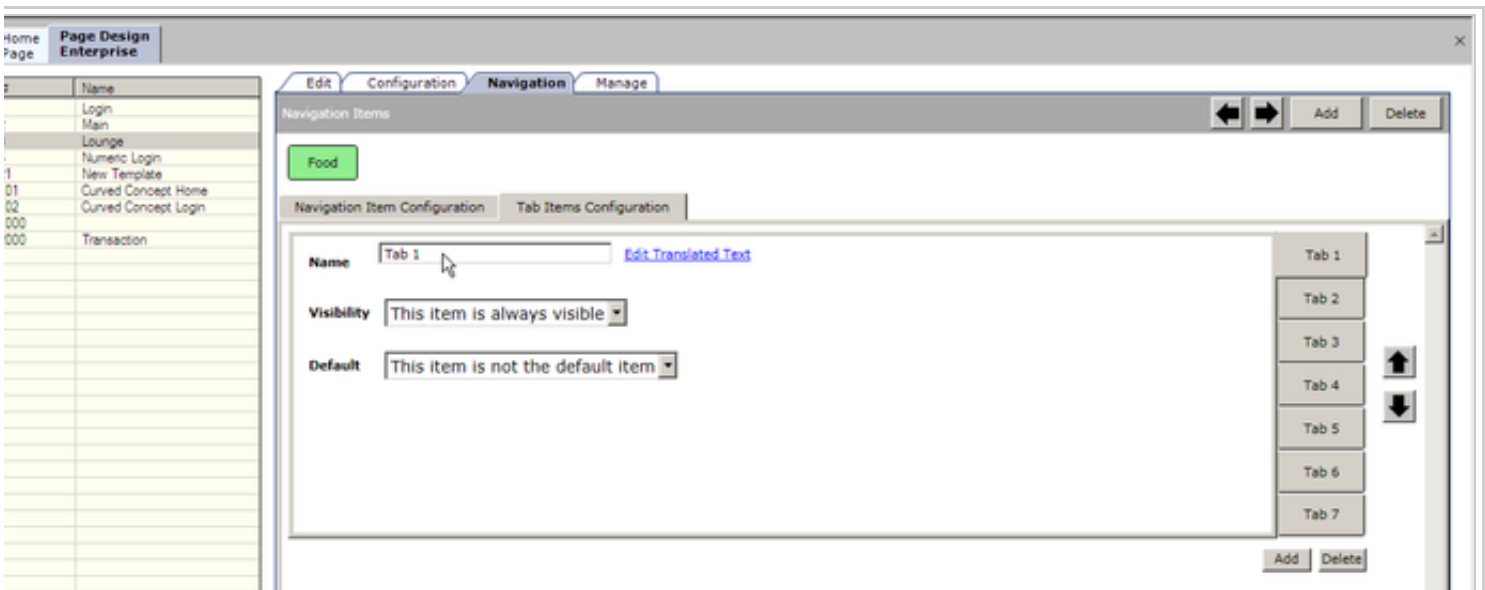 Home Page
Page Design Enterprise
Name
Login
Main
Lounge
Numeric Login
New Template
Curved Concept Home
Curved Concept Login
Transaction
Edit
Configuration
Navigation
Manage
Navigation Items
Add
Delete
Food
Navigation Item Configuration
Tab Items Configuration
Name
Tab 1
Edit Translated Text
Visibility
This item is always visible
Default
This item is not the default item
Tab 1
Tab 2
Tab 3
Tab 4
Tab 5
Tab 6
Tab 7
Add
Delete